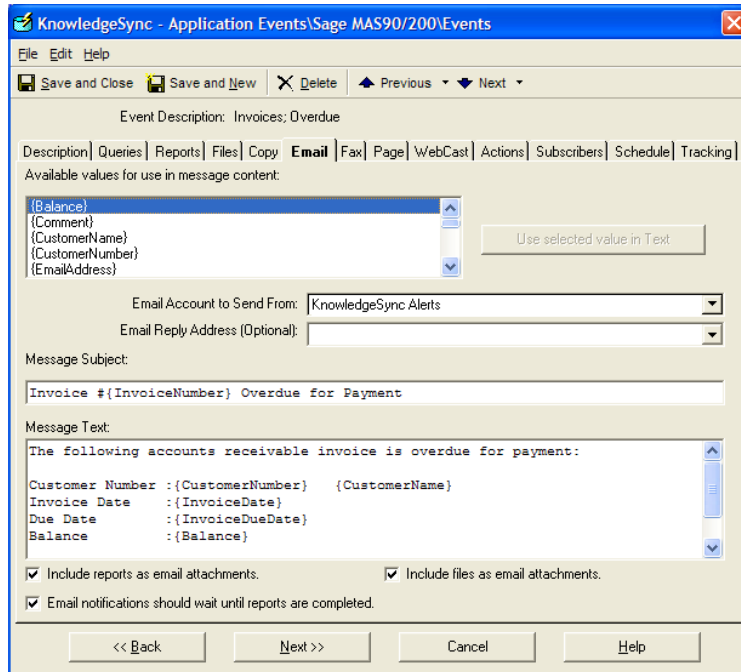 KnowledgeSync - Application Events\Sage MAS90/200\Events
File Edit Help
Save and Close Save and New Delete Previous Next
Event Description: Invoices; Overdue
Description Queries Reports Files Copy Email Fax Page WebCast Actions Subscribers Schedule Tracking
Available values for use in message content:
{Balance}
{Comment}
{CustomerName}
{CustomerNumber}
{EmailAddress}
Use selected value in Text
Email Account to Send From: KnowledgeSync Alerts
Email Reply Address (Optional):
Message Subject:
Invoice #{InvoiceNumber} Overdue for Payment
Message Text:
The following accounts receivable invoice is overdue for payment:
Customer Number :{CustomerNumber} {CustomerName}
Invoice Date :{InvoiceDate}
Due Date :{InvoiceDueDate}
Balance :{Balance}
Include reports as email attachments. Include files as email attachments.
Email notifications should wait until reports are completed.
<< Back Next >> Cancel Help